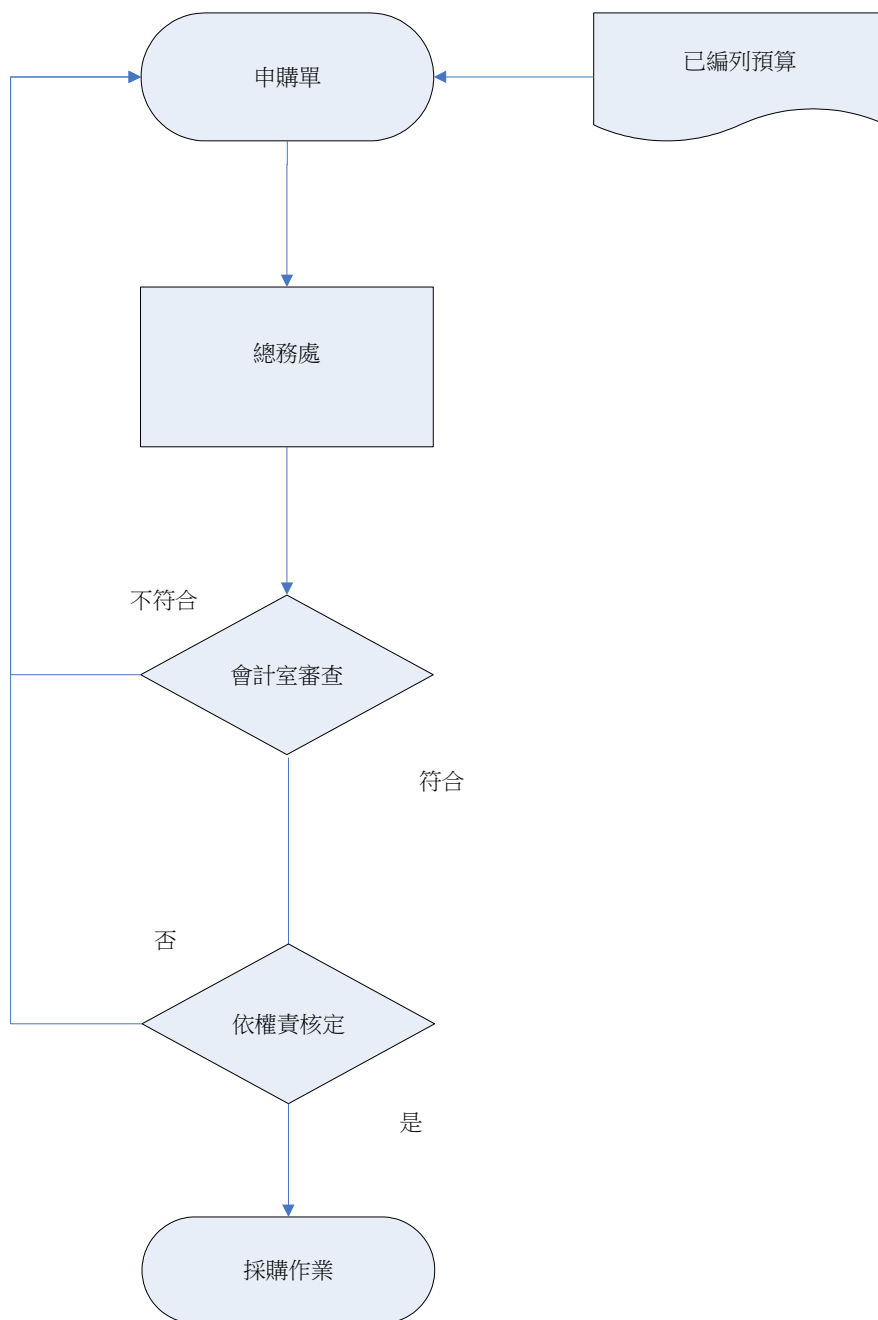 申購單
已編列預算
總務處
不符合
會計室審查
符合
否
依權責核定
是
採購作業